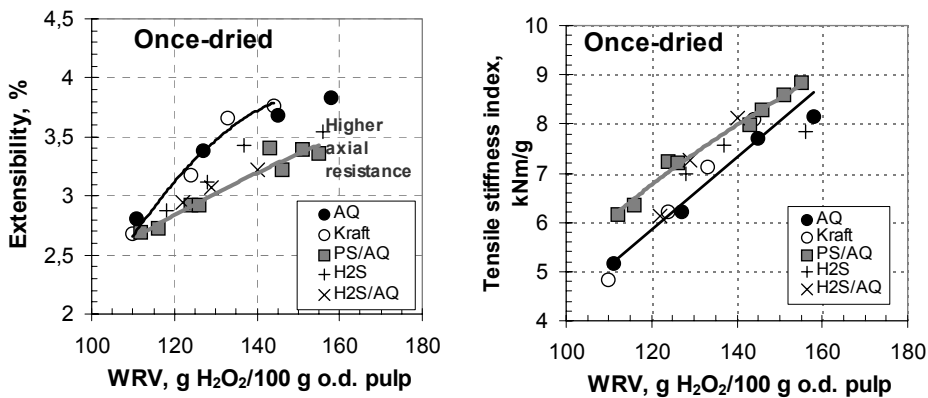 Once-dried
Extensibility, %
4,5
4
3,5
3
2,5
2
Higher
axial
resistance
AQ
Kraft
PS/AQ
H2S
H2S/AQ
100 120 140 160 180
WRV, g H₂O₂/100 g o.d. pulp
Once-dried
Tensile stiffness index,
kNm/g
10
9
8
7
6
5
4
AQ
Kraft
PS/AQ
H2S
H2S/AQ
100 120 140 160 180
WRV, g H₂O₂/100 g o.d. pulp